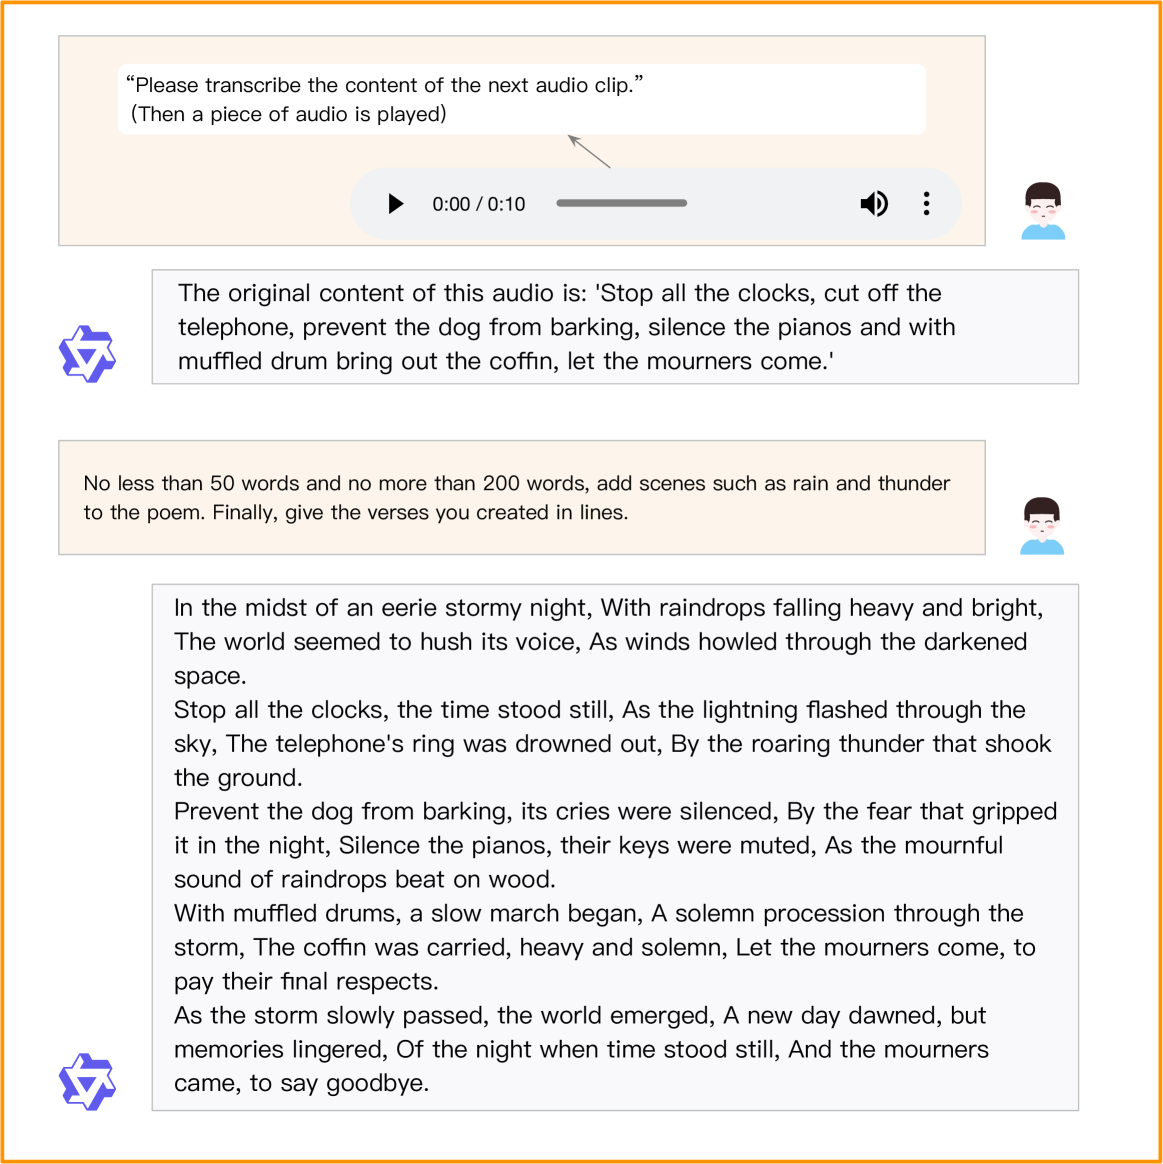 “Please transcribe the content of the next audio clip.”
(Then a piece of audio is played)
0:00 / 0:10
The original content of this audio is: 'Stop all the clocks, cut off the
telephone, prevent the dog from barking, silence the pianos and with
muffled drum bring out the coffin, let the mourners come.'
No less than 50 words and no more than 200 words, add scenes such as rain and thunder
to the poem. Finally, give the verses you created in lines.
In the midst of an eerie stormy night, With raindrops falling heavy and bright,
The world seemed to hush its voice, As winds howled through the darkened
space.
Stop all the clocks, the time stood still, As the lightning flashed through the
sky, The telephone's ring was drowned out, By the roaring thunder that shook
the ground.
Prevent the dog from barking, its cries were silenced, By the fear that gripped
it in the night, Silence the pianos, their keys were muted, As the mournful
sound of raindrops beat on wood.
With muffled drums, a slow march began, A solemn procession through the
storm, The coffin was carried, heavy and solemn, Let the mourners come, to
pay their final respects.
As the storm slowly passed, the world emerged, A new day dawned, but
memories lingered, Of the night when time stood still, And the mourners
came, to say goodbye.